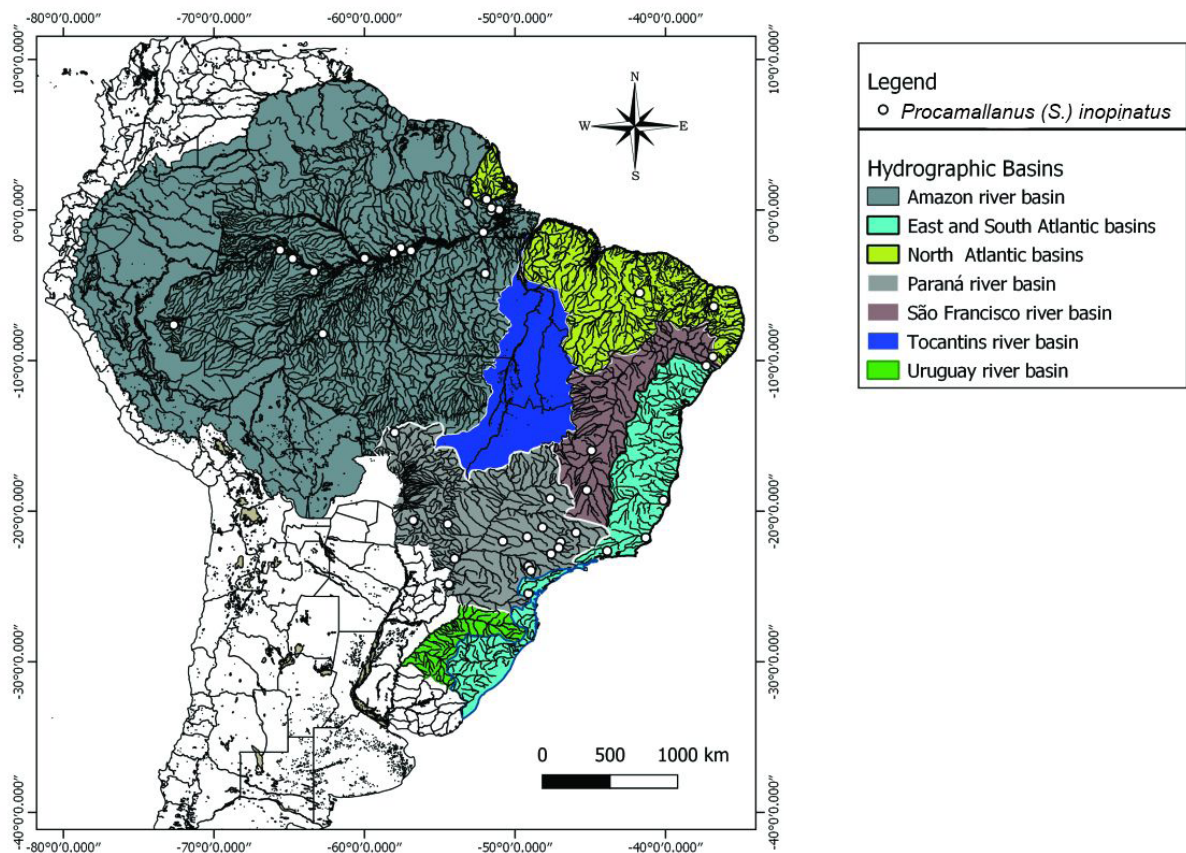 -80°0'0.000" -70°0'0.000" -60°0'0.000" -50°0'0.000" -40°0'0.000"
10°0'0.000" 10°0'0.000"
0°0'0.000" 0°0'0.000"
-10°0'0.000" -10°0'0.000"
-20°0'0.000" -20°0'0.000"
-30°0'0.000" -30°0'0.000"
-40°0'0.000" -40°0'0.000"
N
W E
S
0 500 1000 km
-80°0'0.000" -70°0'0.000" -60°0'0.000" -50°0'0.000" -40°0'0.000"
Legend
Procamallanus (S.) inopinatus
Hydrographic Basins
Amazon river basin
East and South Atlantic basins
North Atlantic basins
Paraná river basin
São Francisco river basin
Tocantins river basin
Uruguay river basin